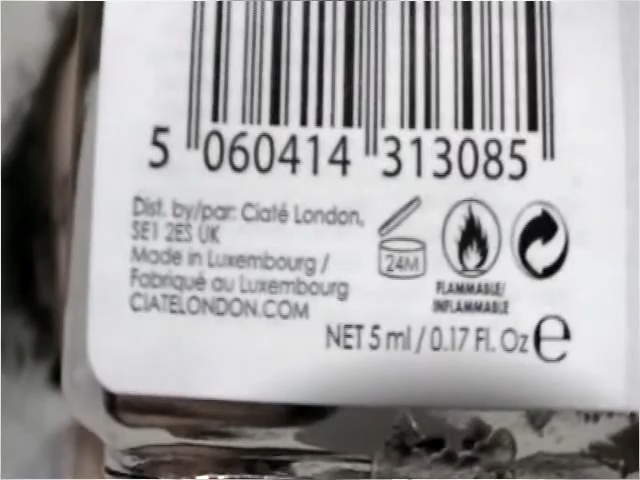 5 060414 313085
Dist. by/par: Ciaté London,
SE1 2ES UK
Made in Luxembourg /
Fabriqué au Luxembourg
CIATELONDON.COM
24M
FLAMMABLE/
INFLAMMABLE
NET 5 ml / 0.17 Fl. Oz e